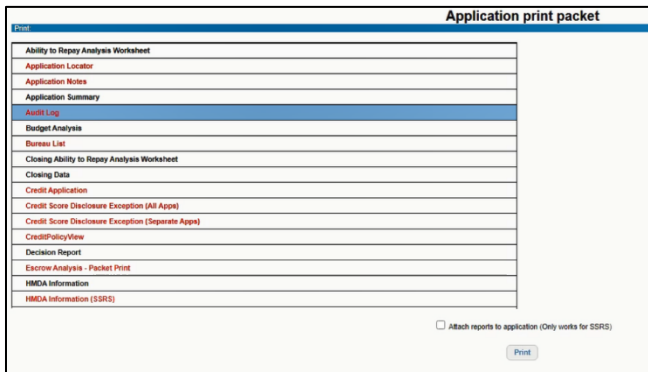 Application print packet
Print
Ability to Repay Analysis Worksheet
Application Locator
Application Notes
Application Summary
Audit Log
Budget Analysis
Bureau List
Closing Ability to Repay Analysis Worksheet
Closing Data
Credit Application
Credit Score Disclosure Exception (All Apps)
Credit Score Disclosure Exception (Separate Apps)
CreditPolicyView
Decision Report
Escrow Analysis - Packet Print
HMDA Information
HMDA Information (SSRS)
Attach reports to application (Only works for SSRS)
Print